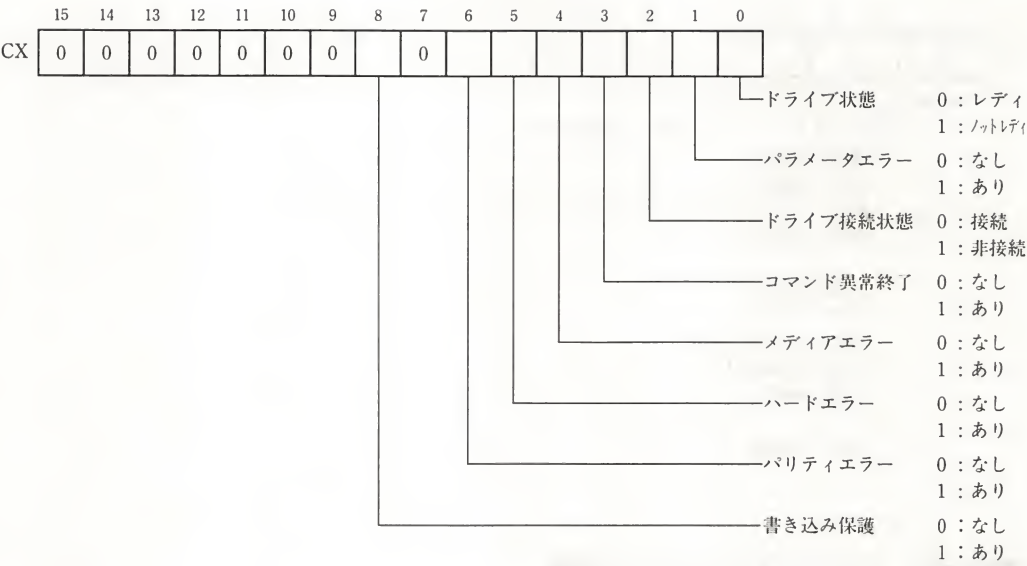 15 14 13 12 11 10 9 8 7 6 5 4 3 2 1 0
CX 0 0 0 0 0 0 0 0
ドライブ状態 0：レディ
1：ノットレディ
パラメータエラー 0：なし
1：あり
ドライブ接続状態 0：接続
1：非接続
コマンド異常終了 0：なし
1：あり
メディアエラー 0：なし
1：あり
ハードエラー 0：なし
1：あり
パリティエラー 0：なし
1：あり
書き込み保護 0：なし
1：あり